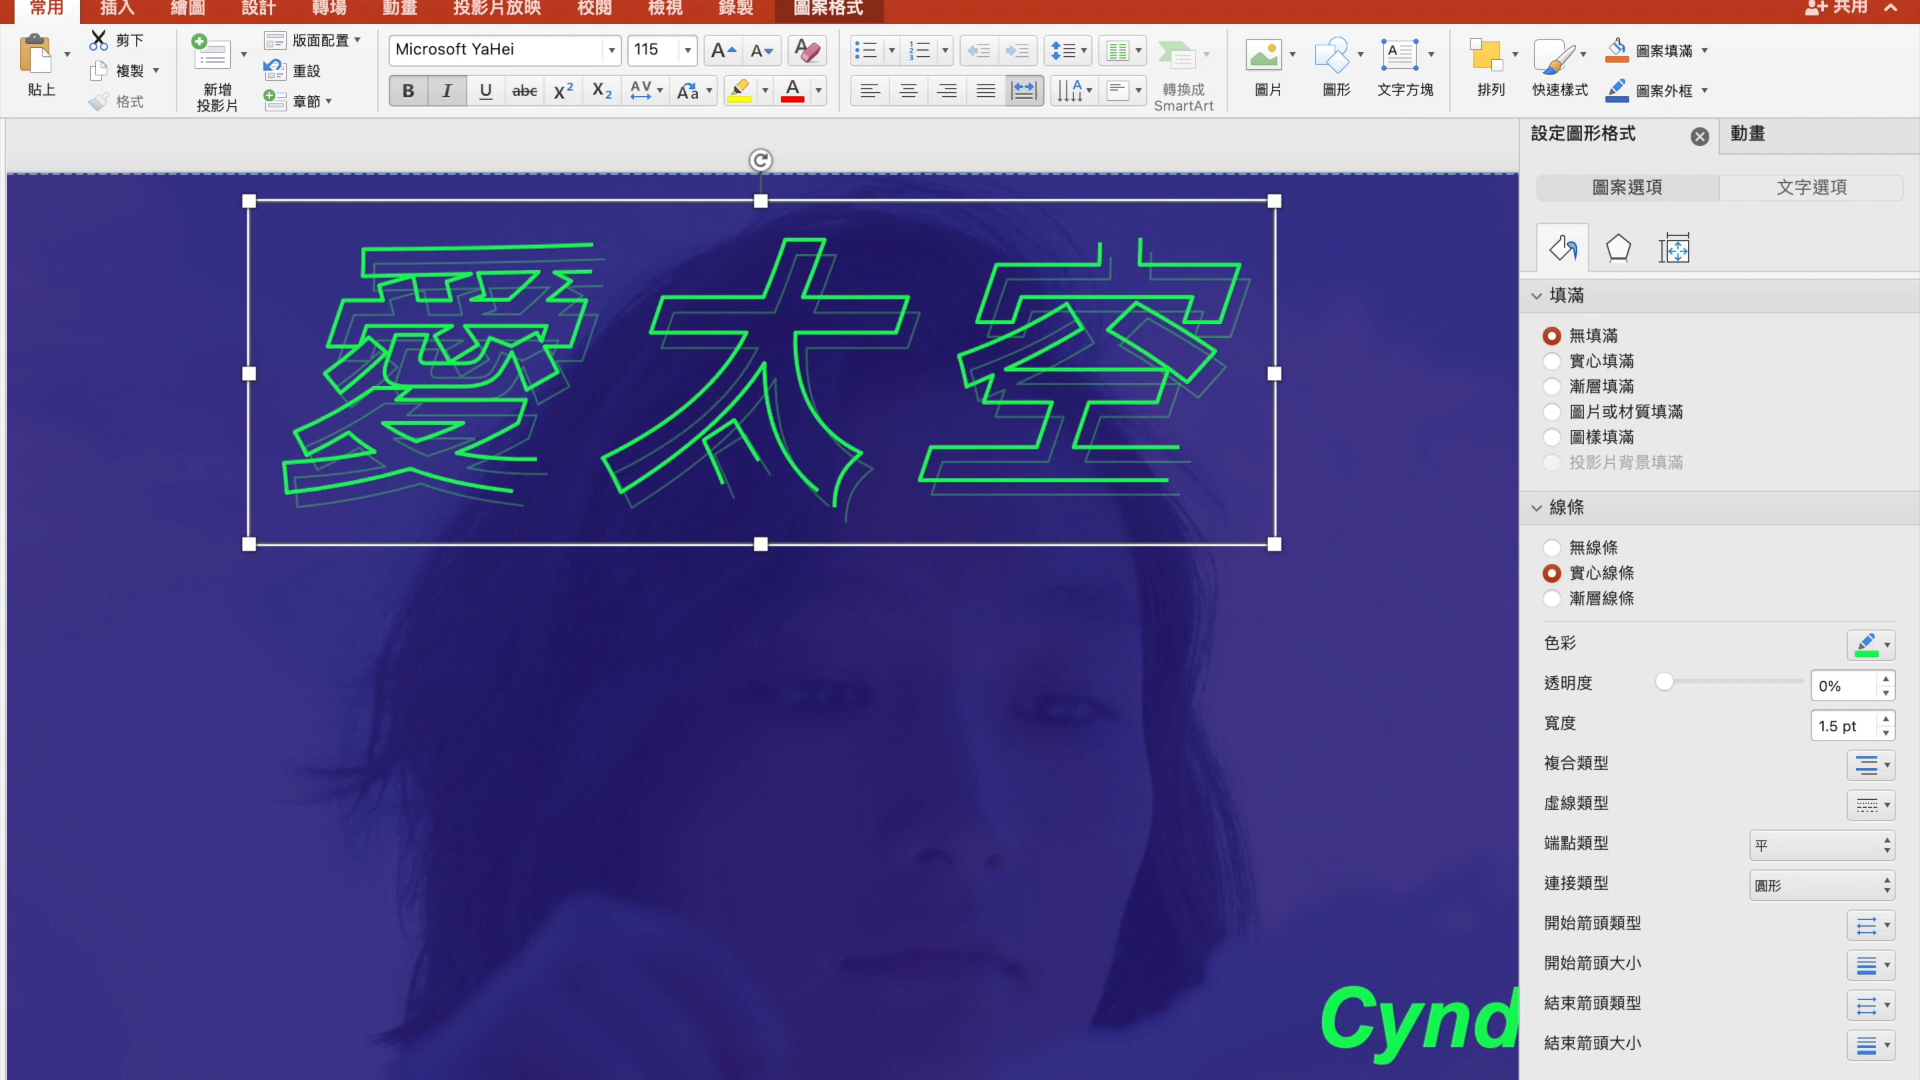 常用 插入 繪圖 設計 轉場 動畫 投影片放映 校閱 檢視 錄製 圖案格式 共用
貼上 剪下 複製 格式
新增 投影片 版面配置 重設 章節
Microsoft YaHei 115
B I U abc X² X₂ AV Aa A
轉換成 SmartArt
圖片 圖形 文字方塊 排列 快速樣式 圖案填滿 圖案外框
設定圖形格式 動畫
圖案選項 文字選項
填滿
無填滿
實心填滿
漸層填滿
圖片或材質填滿
圖樣填滿
投影片背景填滿
線條
無線條
實心線條
漸層線條
色彩
透明度 0%
寬度 1.5 pt
複合類型
虛線類型
端點類型 平
連接類型 圓形
開始箭頭類型
開始箭頭大小
結束箭頭類型
結束箭頭大小
愛太空
Cynd